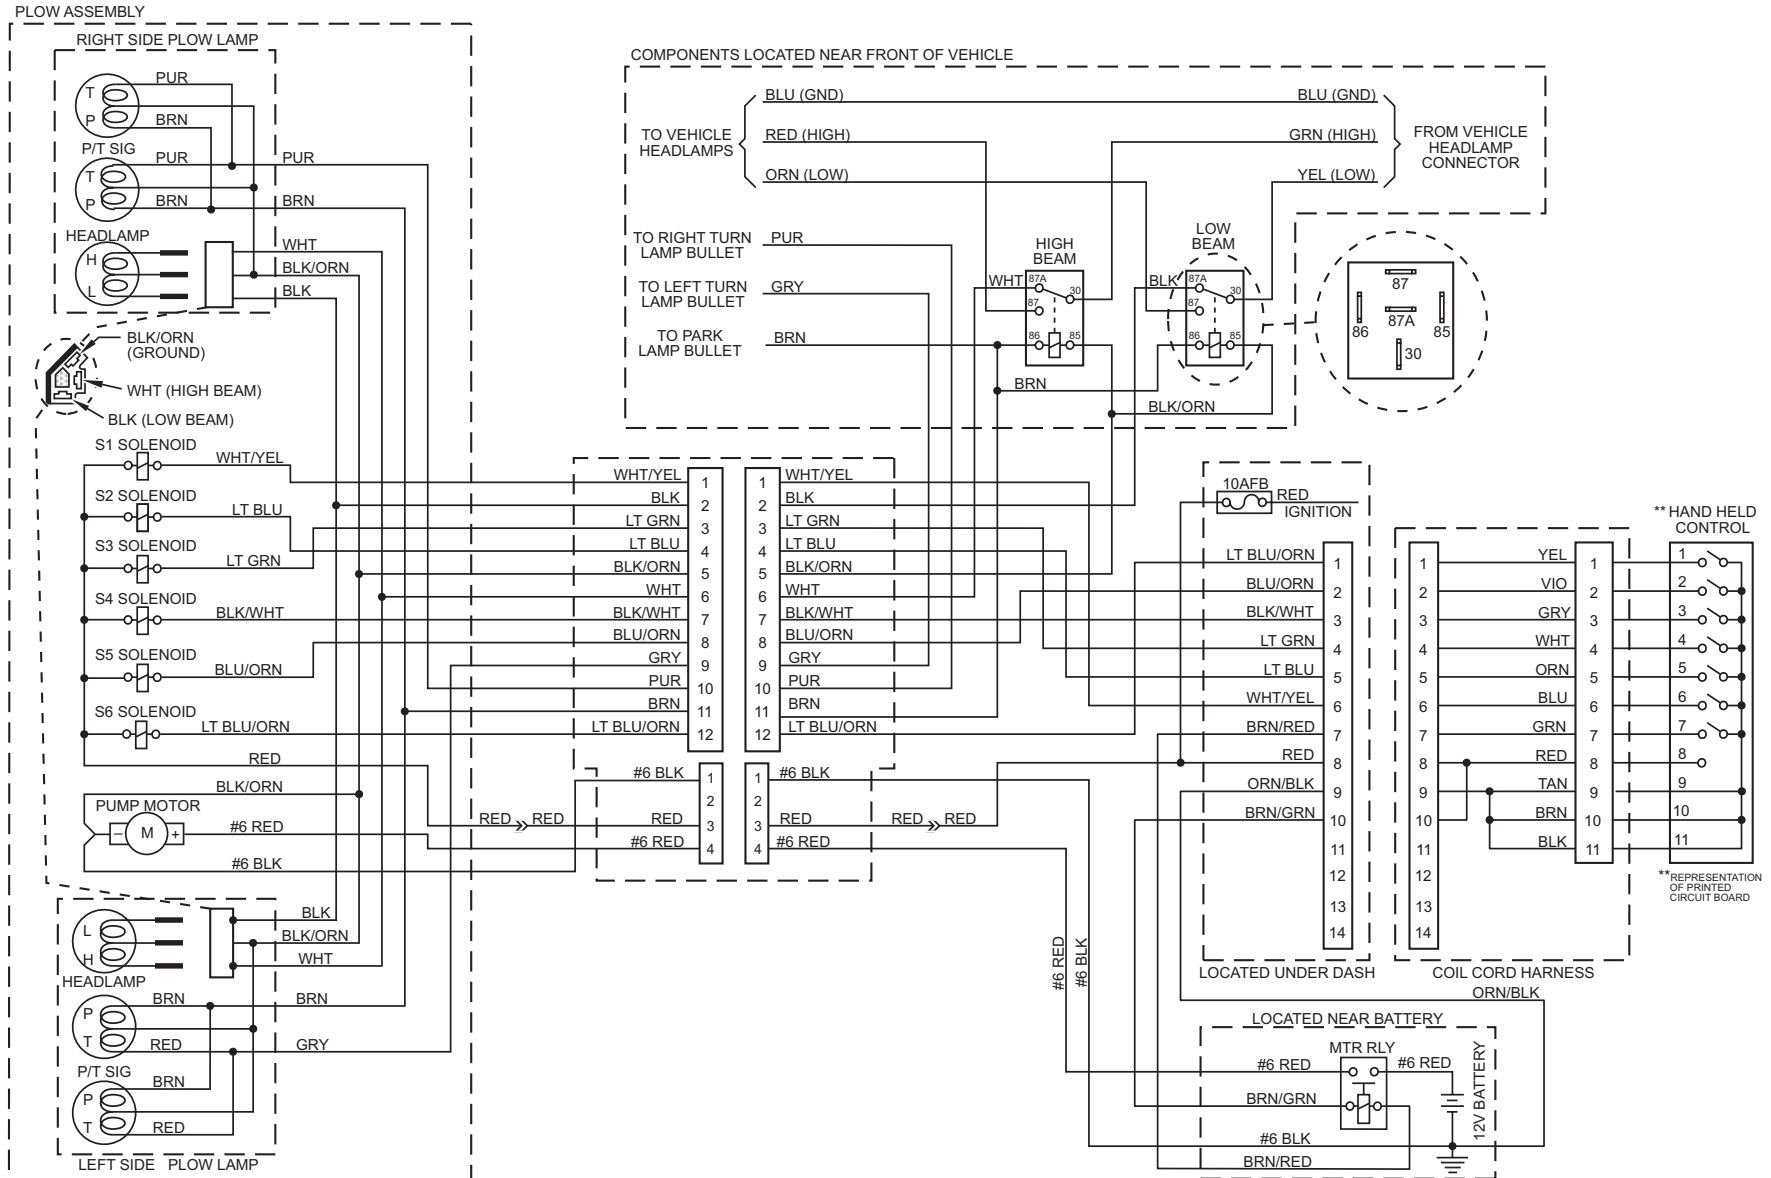 PLOW ASSEMBLY
RIGHT SIDE PLOW LAMP
T
P
PUR
BRN
P/T SIG
T
P
PUR
BRN
PUR
BRN
HEADLAMP
H
L
WHT
BLK/ORN
BLK
BLK/ORN
(GROUND)
WHT (HIGH BEAM)
BLK (LOW BEAM)
S1 SOLENOID
WHT/YEL
S2 SOLENOID
LT BLU
S3 SOLENOID
LT GRN
S4 SOLENOID
BLK/WHT
S5 SOLENOID
BLU/ORN
S6 SOLENOID
LT BLU/ORN
RED
BLK/ORN
PUMP MOTOR
− M +
#6 RED
#6 BLK
RED RED
L
H
HEADLAMP
BLK
BLK/ORN
WHT
P
T
BRN
RED
BRN
GRY
P/T SIG
P
T
BRN
RED
LEFT SIDE PLOW LAMP
COMPONENTS LOCATED NEAR FRONT OF VEHICLE
TO VEHICLE
HEADLAMPS
BLU (GND)
RED (HIGH)
ORN (LOW)
BLU (GND)
GRN (HIGH)
YEL (LOW)
FROM VEHICLE
HEADLAMP
CONNECTOR
TO RIGHT TURN
LAMP BULLET
PUR
TO LEFT TURN
LAMP BULLET
GRY
TO PARK
LAMP BULLET
BRN
HIGH
BEAM
WHT
87A
30
87
86
85
LOW
BEAM
BLK
87A
30
87
86
85
BRN
BLK/ORN
87
86
87A
85
30
WHT/YEL 1
BLK 2
LT GRN 3
LT BLU 4
BLK/ORN 5
WHT 6
BLK/WHT 7
BLU/ORN 8
GRY 9
PUR 10
BRN 11
LT BLU/ORN 12
1 WHT/YEL
2 BLK
3 LT GRN
4 LT BLU
5 BLK/ORN
6 WHT
7 BLK/WHT
8 BLU/ORN
9 GRY
10 PUR
11 BRN
12 LT BLU/ORN
#6 BLK 1
2
RED 3
#6 RED 4
1 #6 BLK
2
3 RED
4 #6 RED
RED RED
10AFB
RED
IGNITION
LT BLU/ORN 1
BLU/ORN 2
BLK/WHT 3
LT GRN 4
LT BLU 5
WHT/YEL 6
BRN/RED 7
RED 8
ORN/BLK 9
BRN/GRN 10
11
12
13
14
LOCATED UNDER DASH
1 YEL 1
2 VIO 2
3 GRY 3
4 WHT 4
5 ORN 5
6 BLU 6
7 GRN 7
8 RED 8
9 TAN 9
10 BRN 10
11 BLK 11
12
13
14
COIL CORD HARNESS
** HAND HELD
CONTROL
1
2
3
4
5
6
7
8
9
10
11
**REPRESENTATION
OF PRINTED
CIRCUIT BOARD
#6 RED
#6 BLK
ORN/BLK
LOCATED NEAR BATTERY
MTR RLY
#6 RED
#6 RED
BRN/GRN
12V BATTERY
#6 BLK
BRN/RED